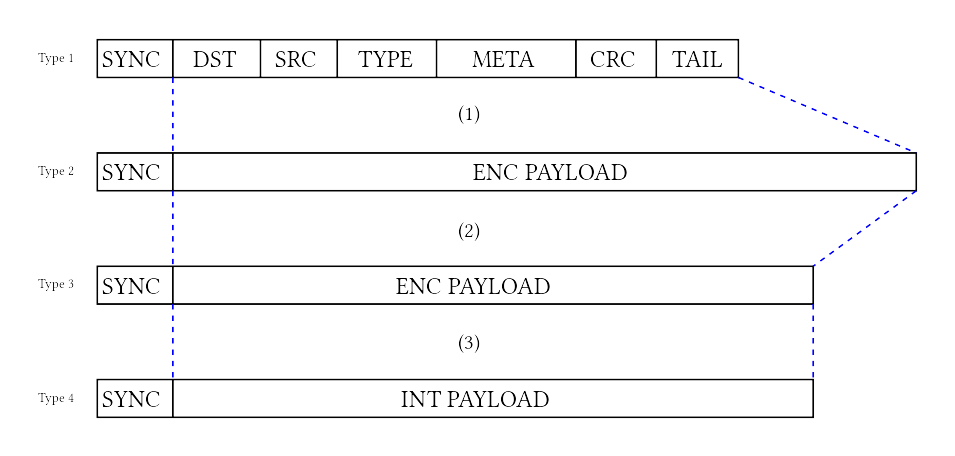 Type 1 SYNC DST SRC TYPE META CRC TAIL
(1)
Type 2 SYNC ENC PAYLOAD
(2)
Type 3 SYNC ENC PAYLOAD
(3)
Type 4 SYNC INT PAYLOAD